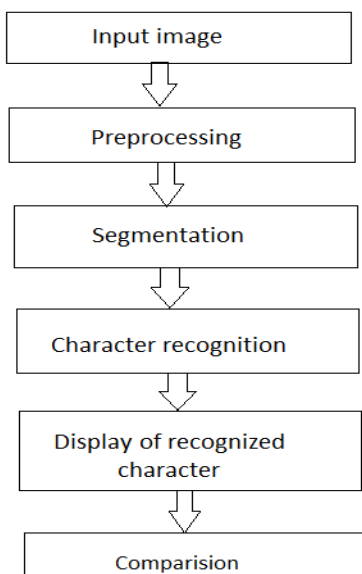 Input image
Preprocessing
Segmentation
Character recognition
Display of recognized
character
Comparision